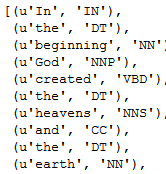 [(u'In', 'IN'),
(u'the', 'DT'),
(u'beginning', 'NN')
(u'God', 'NNP'),
(u'created', 'VBD'),
(u'the', 'DT'),
(u'heavens', 'NNS'),
(u'and', 'CC'),
(u'the', 'DT'),
(u'earth', 'NN'),